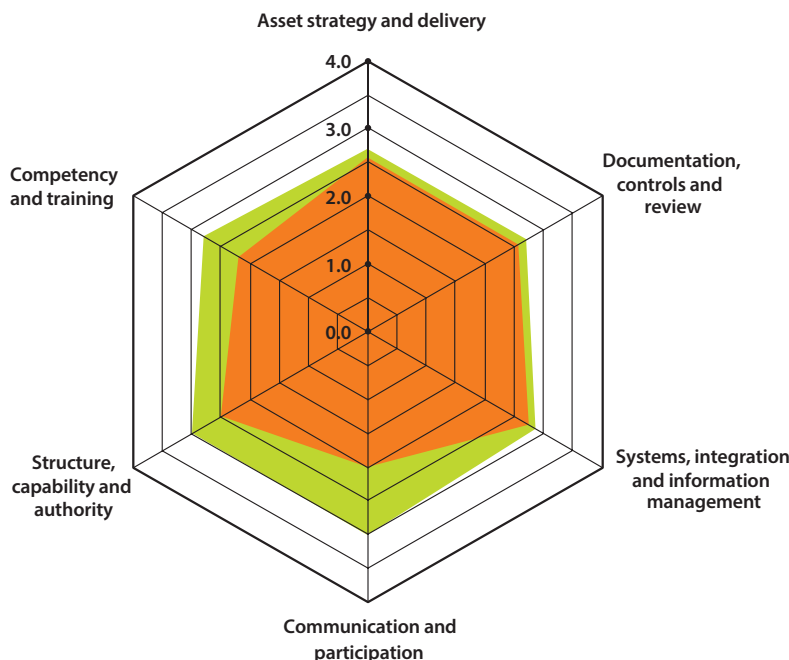 Asset strategy and delivery
4.0
3.0
2.0
1.0
0.0
Documentation,
controls and
review
Systems, integration
and information
management
Communication and
participation
Structure,
capability and
authority
Competency
and training